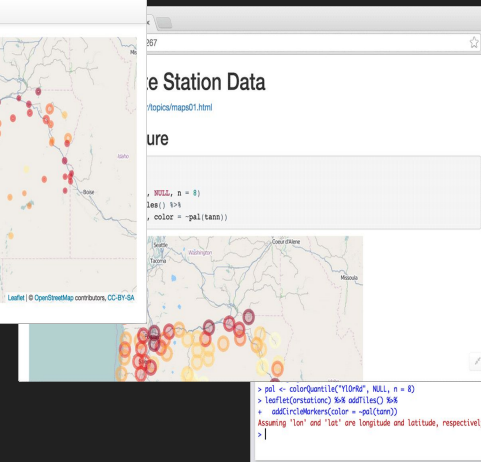 267
te Station Data
r/topics/maps01.html
ure
, NULL, n = 8)
les() %>%
, color = ~pal(tann))
Idaho
Boise
Leaflet | © OpenStreetMap contributors, CC-BY-SA
Seattle
Tacoma
Washington
Coeur d'Alene
Missoula
> pal <- colorQuantile("YlOrRd", NULL, n = 8)
> leaflet(orstationc) %>% addTiles() %>%
+ addCircleMarkers(color = ~pal(tann))
Assuming 'lon' and 'lat' are longitude and latitude, respectivel
>